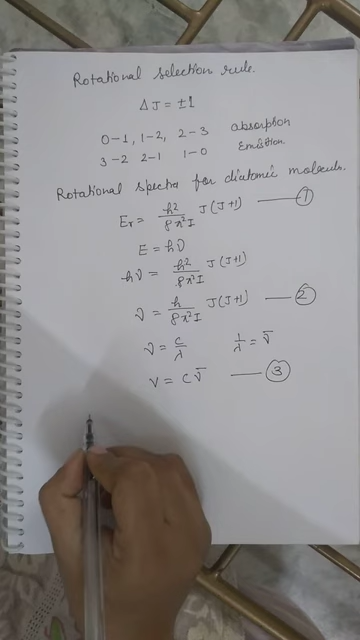 Rotational selection rule.
ΔJ = ±1
0-1, 1-2, 2-3 absorption
3-2 2-1 1-0 Emission
Rotational spectra for diatomic molecule.
Er = h²/8π²I J(J+1) —— ①
E = hν
hν = h²/8π²I J(J+1)
ν = h/8π²I J(J+1) —— ②
ν = c/λ 1/λ = ν̅
ν = cν̅ —— ③